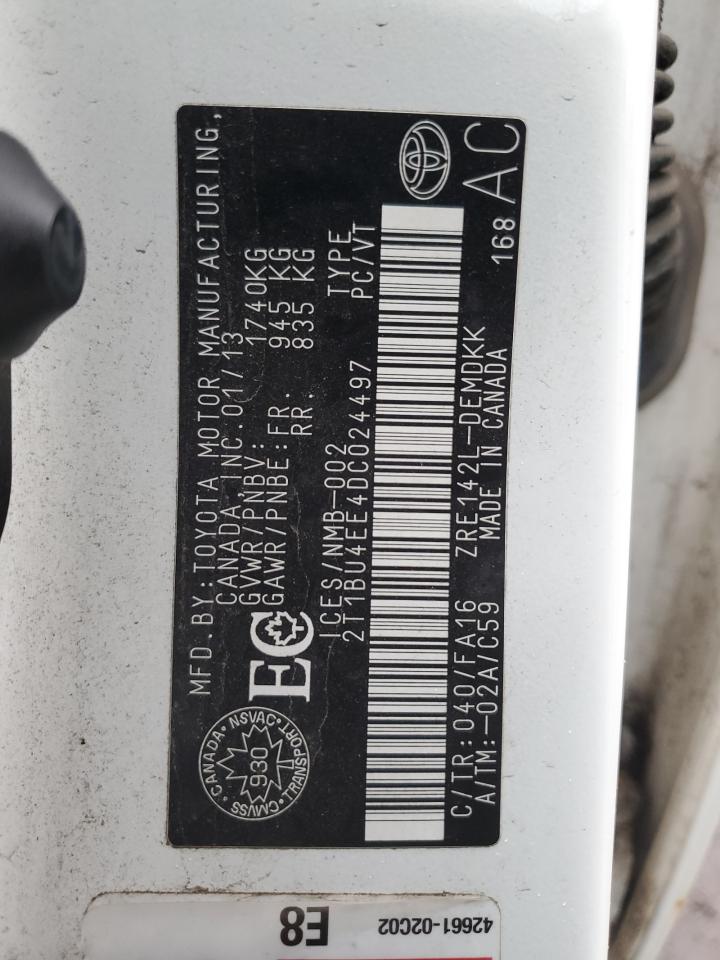 MFD.BY:TOYOTA MOTOR MANUFACTURING,
CANADA,INC.01/13
GVWR/PNBV: 1740KG
GAWR/PNBE:FR. 945 KG
RR. 835 KG
CANADA·NSVAC·TRANSPORT·CMVSS·
930
EC
ICES/NMB-002 TYPE
2T1BU4EE4DC024497 PC/VT
C/TR:040/FA16 ZRE142L-DEMDKK
A/TM:-02A/C59 MADE IN CANADA
168 AC
42661-02C02
E8